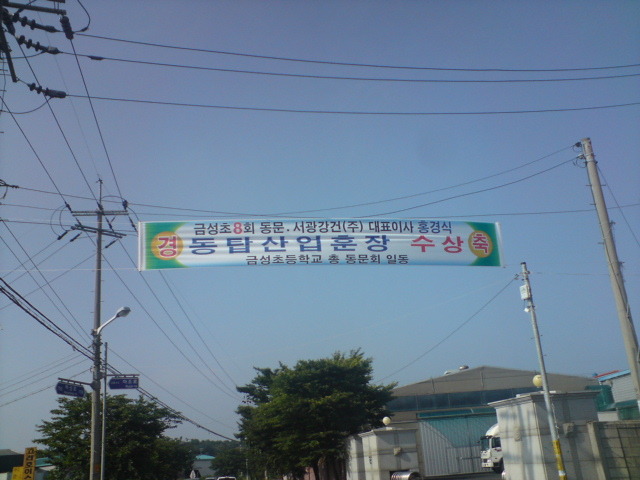 금성초8회 동문. 서광강건(주) 대표이사 홍경식
경 동탑산업훈장 수상 축
금성초등학교 총 동문회 일동